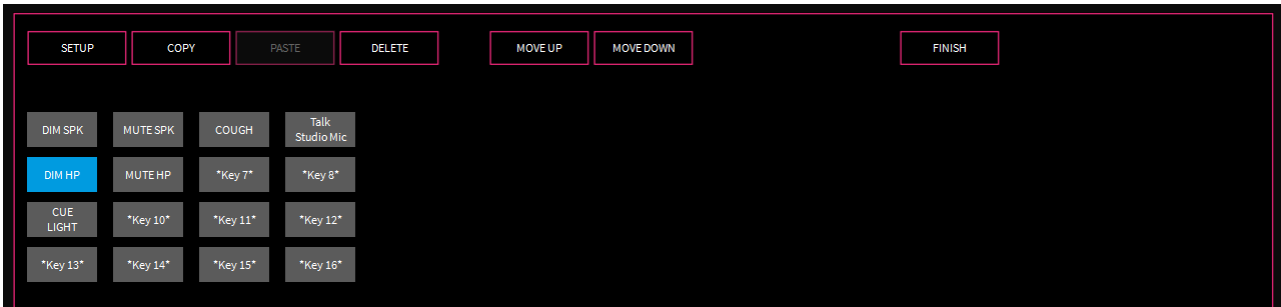 SETUP
COPY
PASTE
DELETE
MOVE UP
MOVE DOWN
FINISH
DIM SPK
MUTE SPK
COUGH
Talk
Studio Mic
DIM HP
MUTE HP
*Key 7*
*Key 8*
CUE
LIGHT
*Key 10*
*Key 11*
*Key 12*
*Key 13*
*Key 14*
*Key 15*
*Key 16*